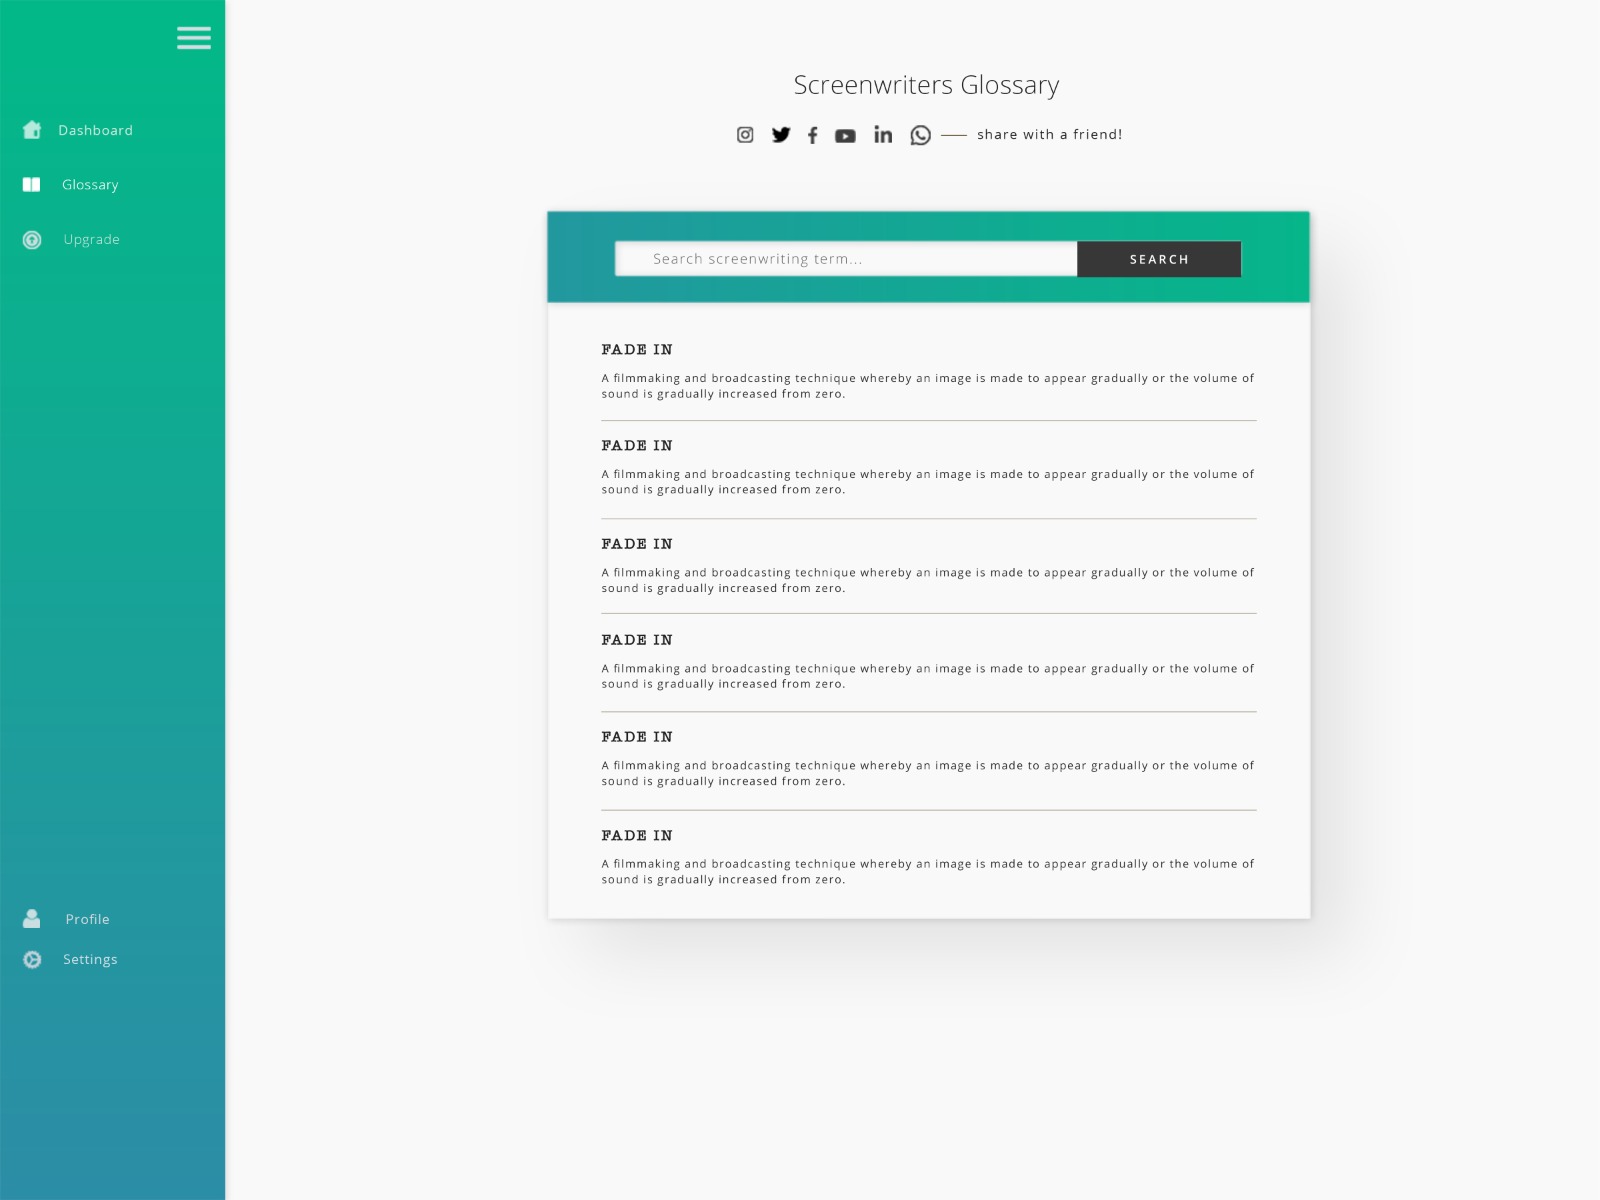 Dashboard
Glossary
Upgrade
Profile
Settings
Screenwriters Glossary
share with a friend!
Search screenwriting term...
SEARCH
FADE IN
A filmmaking and broadcasting technique whereby an image is made to appear gradually or the volume of
sound is gradually increased from zero.
FADE IN
A filmmaking and broadcasting technique whereby an image is made to appear gradually or the volume of
sound is gradually increased from zero.
FADE IN
A filmmaking and broadcasting technique whereby an image is made to appear gradually or the volume of
sound is gradually increased from zero.
FADE IN
A filmmaking and broadcasting technique whereby an image is made to appear gradually or the volume of
sound is gradually increased from zero.
FADE IN
A filmmaking and broadcasting technique whereby an image is made to appear gradually or the volume of
sound is gradually increased from zero.
FADE IN
A filmmaking and broadcasting technique whereby an image is made to appear gradually or the volume of
sound is gradually increased from zero.